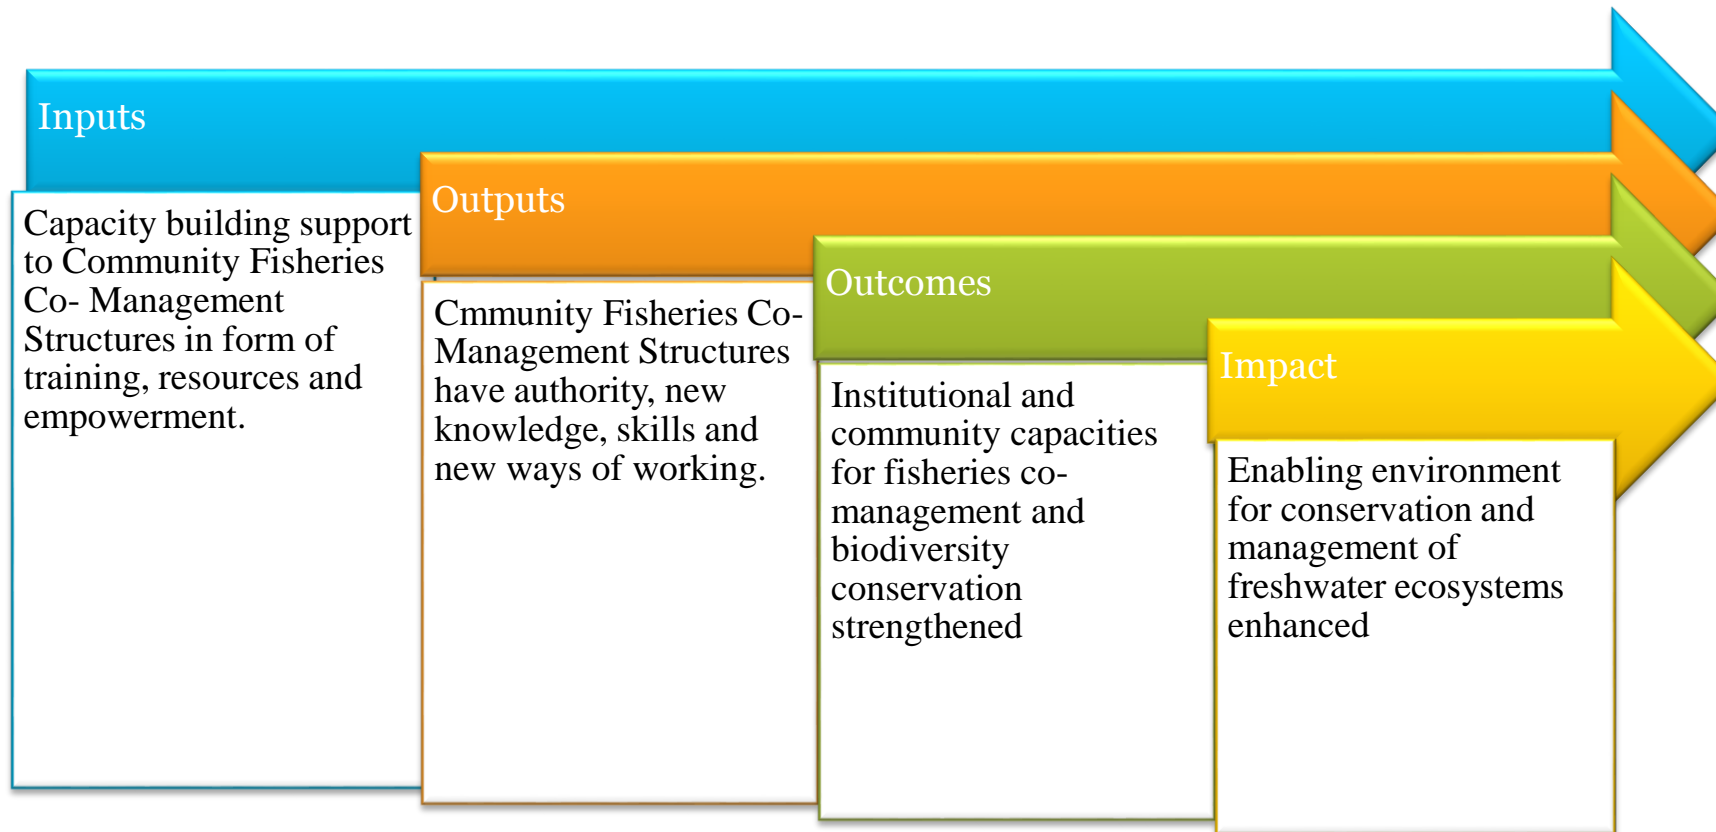 Inputs
Capacity building support
to Community Fisheries
Co- Management
Structures in form of
training, resources and
empowerment.
Outputs
Cmmunity Fisheries Co-
Management Structures
have authority, new
knowledge, skills and
new ways of working.
Outcomes
Institutional and
community capacities
for fisheries co-
management and
biodiversity
conservation
strengthened
Impact
Enabling environment
for conservation and
management of
freshwater ecosystems
enhanced